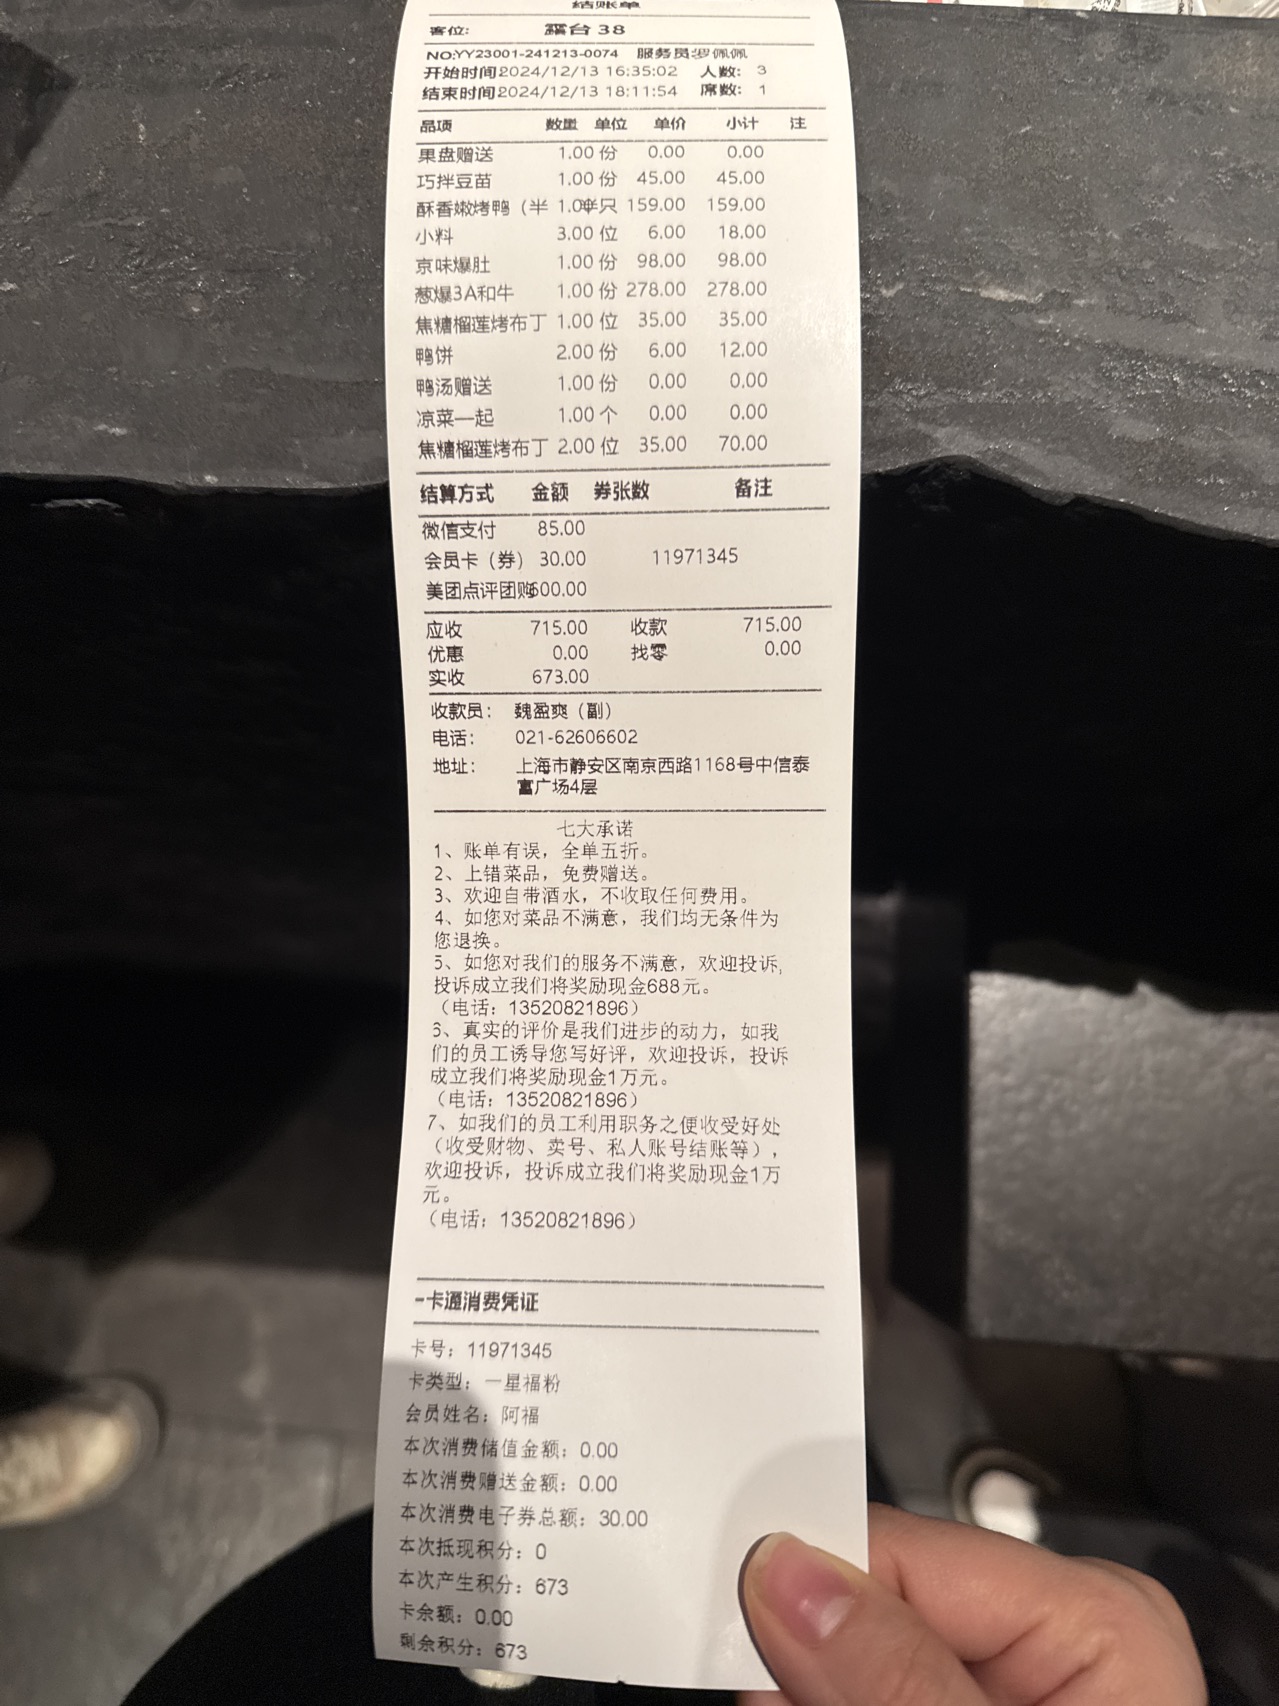 结账单
客位: 露台 38
NO:YY23001-241213-0074 服务员:罗佩佩
开始时间2024/12/13 16:35:02 人数: 3
结束时间2024/12/13 18:11:54 席数: 1
品项 数量 单位 单价 小计 注
果盘赠送 1.00 份 0.00 0.00
巧拌豆苗 1.00 份 45.00 45.00
酥香嫩烤鸭（半 1.0半只 159.00 159.00
小料 3.00 位 6.00 18.00
京味爆肚 1.00 份 98.00 98.00
葱爆3A和牛 1.00 份 278.00 278.00
焦糖榴莲烤布丁 1.00 位 35.00 35.00
鸭饼 2.00 份 6.00 12.00
鸭汤赠送 1.00 份 0.00 0.00
凉菜一起 1.00 个 0.00 0.00
焦糖榴莲烤布丁 2.00 位 35.00 70.00
结算方式 金额 券张数 备注
微信支付 85.00
会员卡（券） 30.00 11971345
美团点评团购600.00
应收 715.00 收款 715.00
优惠 0.00 找零 0.00
实收 673.00
收款员: 魏盈爽（副）
电话: 021-62606602
地址: 上海市静安区南京西路1168号中信泰
富广场4层
七大承诺
1、账单有误，全单五折。
2、上错菜品，免费赠送。
3、欢迎自带酒水，不收取任何费用。
4、如您对菜品不满意，我们均无条件为
您退换。
5、如您对我们的服务不满意，欢迎投诉,
投诉成立我们将奖励现金688元。
（电话：13520821896）
6、真实的评价是我们进步的动力，如我
们的员工诱导您写好评，欢迎投诉，投诉
成立我们将奖励现金1万元。
（电话：13520821896）
7、如我们的员工利用职务之便收受好处
（收受财物、卖号、私人账号结账等），
欢迎投诉，投诉成立我们将奖励现金1万
元。
（电话：13520821896）
一卡通消费凭证
卡号：11971345
卡类型：一星福粉
会员姓名：阿福
本次消费储值金额：0.00
本次消费赠送金额：0.00
本次消费电子券总额：30.00
本次抵现积分：0
本次产生积分：673
卡余额：0.00
剩余积分：673